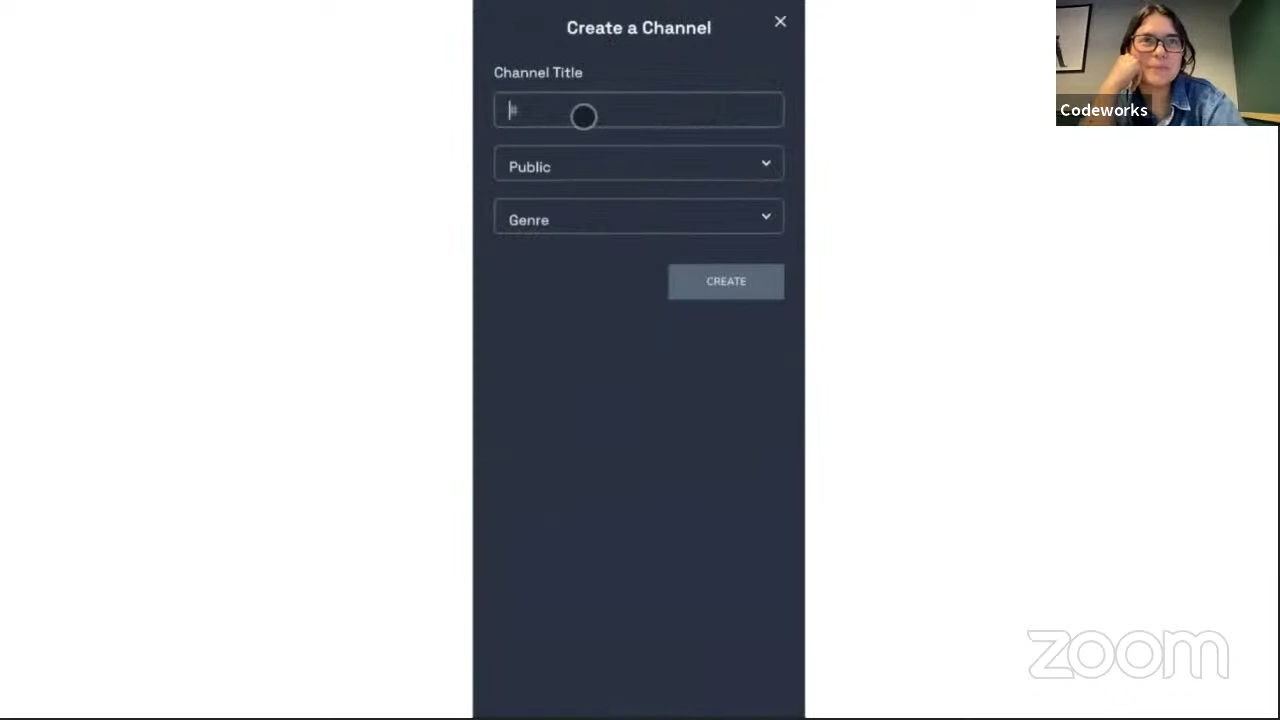 Create a Channel
Channel Title
Public
Genre
CREATE
Codeworks
zoom